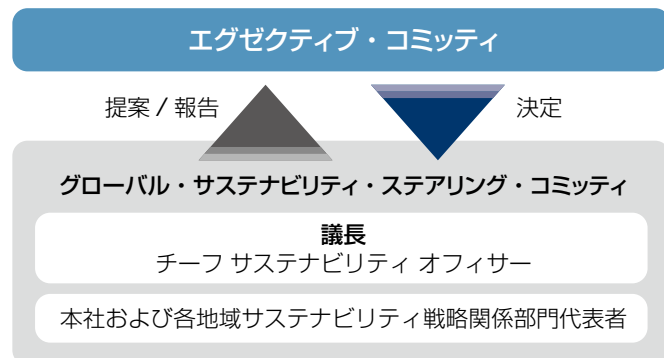 エグゼクティブ・コミッティ
提案 / 報告
決定
グローバル・サステナビリティ・ステアリング・コミッティ
議長
チーフ サステナビリティ オフィサー
本社および各地域サステナビリティ戦略関係部門代表者